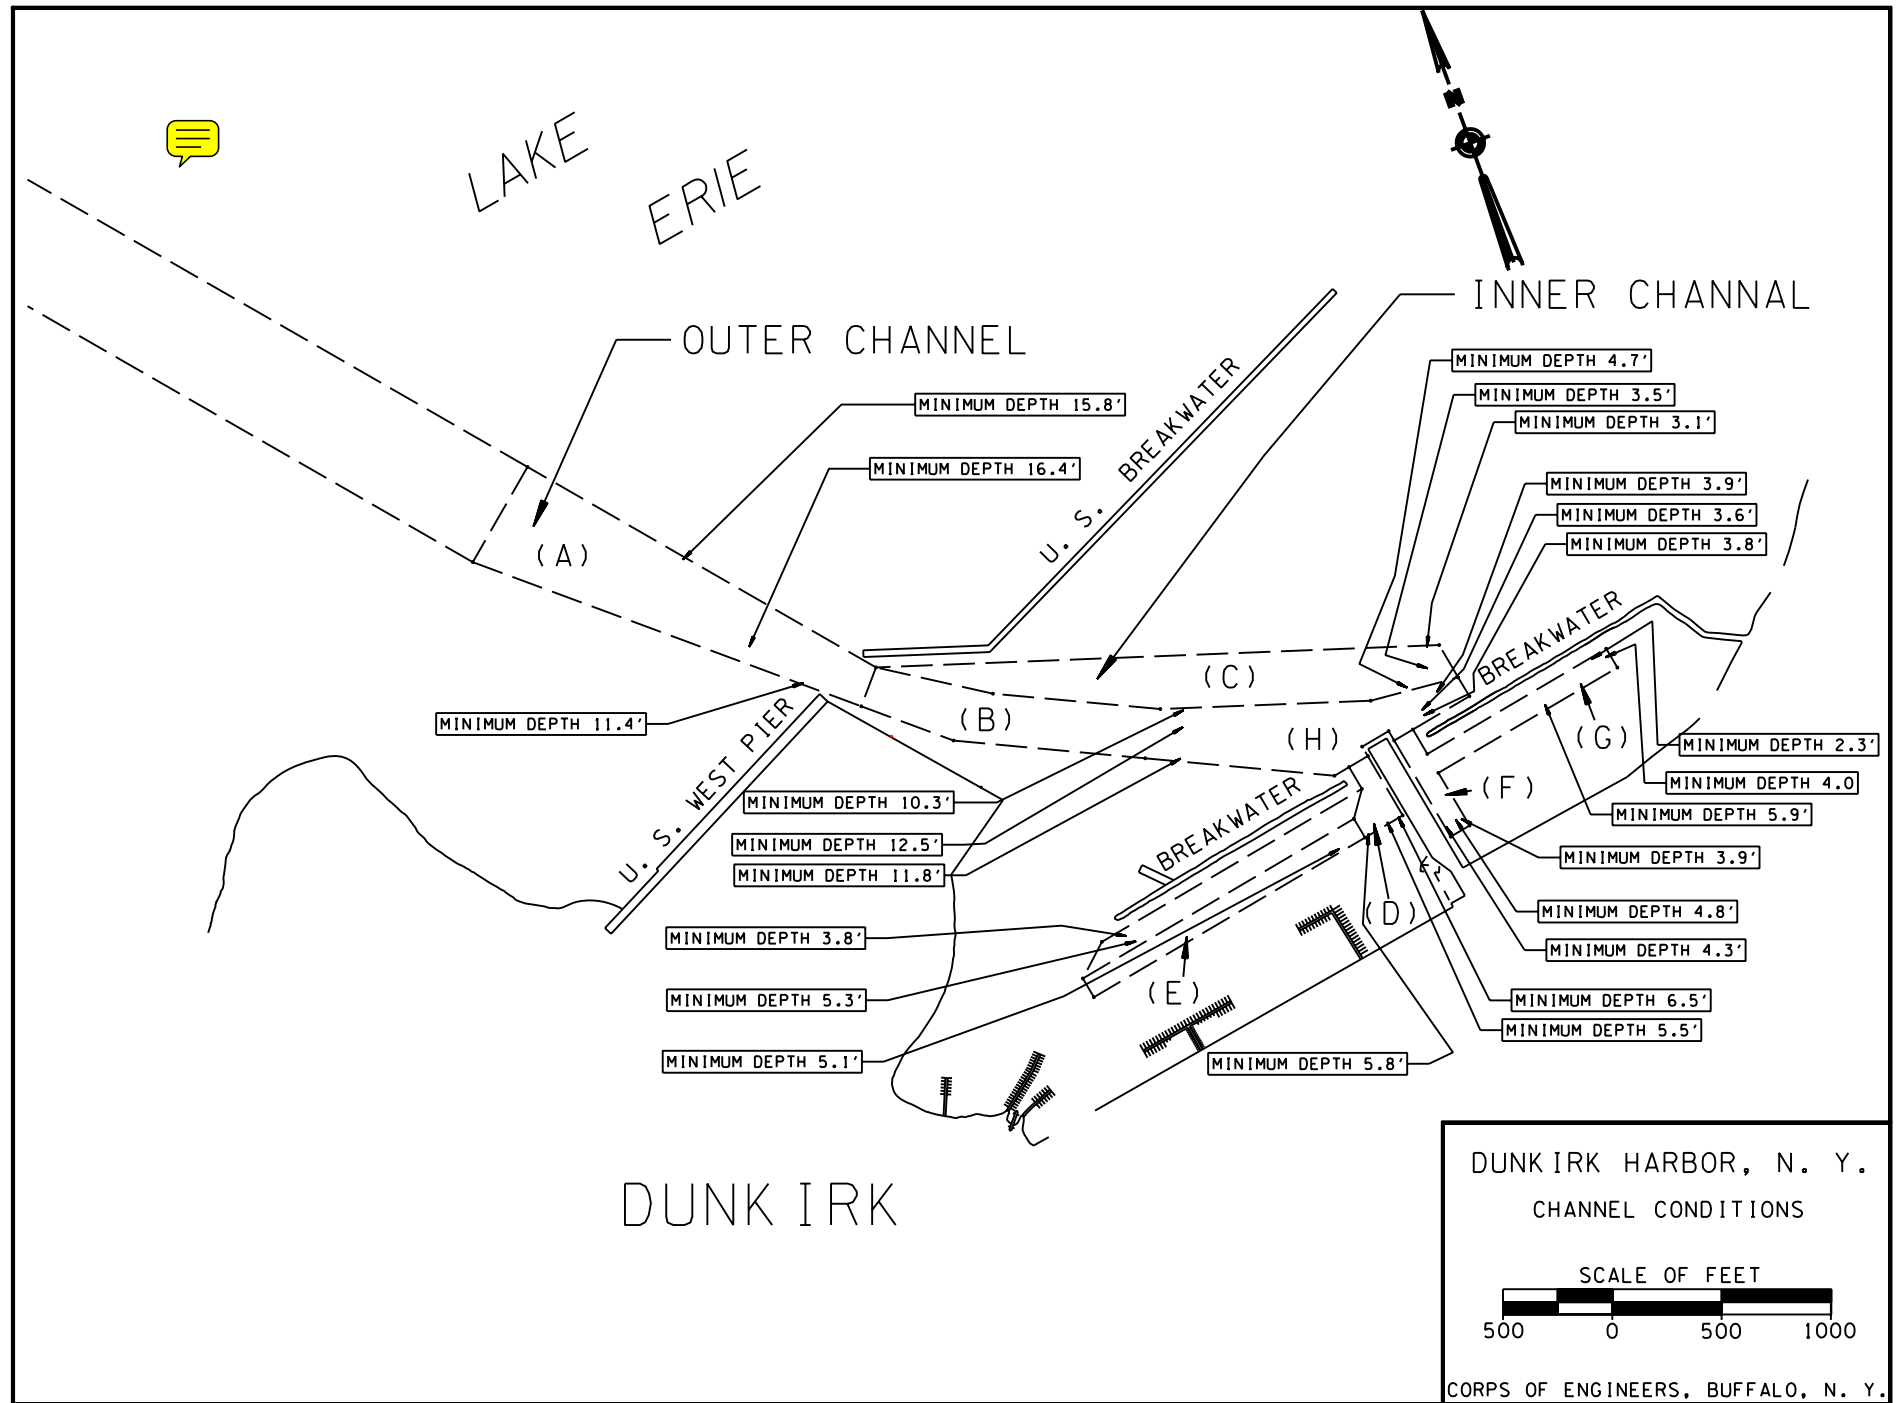 LAKE
ERIE
N
INNER CHANNAL
OUTER CHANNEL
MINIMUM DEPTH 4.7'
MINIMUM DEPTH 3.5'
MINIMUM DEPTH 15.8'
MINIMUM DEPTH 3.1'
U. S. BREAKWATER
MINIMUM DEPTH 16.4'
MINIMUM DEPTH 3.9'
MINIMUM DEPTH 3.6'
MINIMUM DEPTH 3.8'
(A)
BREAKWATER
(C)
(B)
MINIMUM DEPTH 11.4'
U. S. WEST PIER
(H)
(G)
MINIMUM DEPTH 2.3'
MINIMUM DEPTH 4.0
(F)
MINIMUM DEPTH 10.3'
MINIMUM DEPTH 5.9'
BREAKWATER
MINIMUM DEPTH 12.5'
MINIMUM DEPTH 3.9'
MINIMUM DEPTH 11.8'
(D)
MINIMUM DEPTH 4.8'
MINIMUM DEPTH 3.8'
MINIMUM DEPTH 4.3'
(E)
MINIMUM DEPTH 5.3'
MINIMUM DEPTH 6.5'
MINIMUM DEPTH 5.5'
MINIMUM DEPTH 5.1'
MINIMUM DEPTH 5.8'
DUNKIRK
DUNKIRK HARBOR, N. Y.
CHANNEL CONDITIONS
SCALE OF FEET
500 0 500 1000
CORPS OF ENGINEERS, BUFFALO, N. Y.